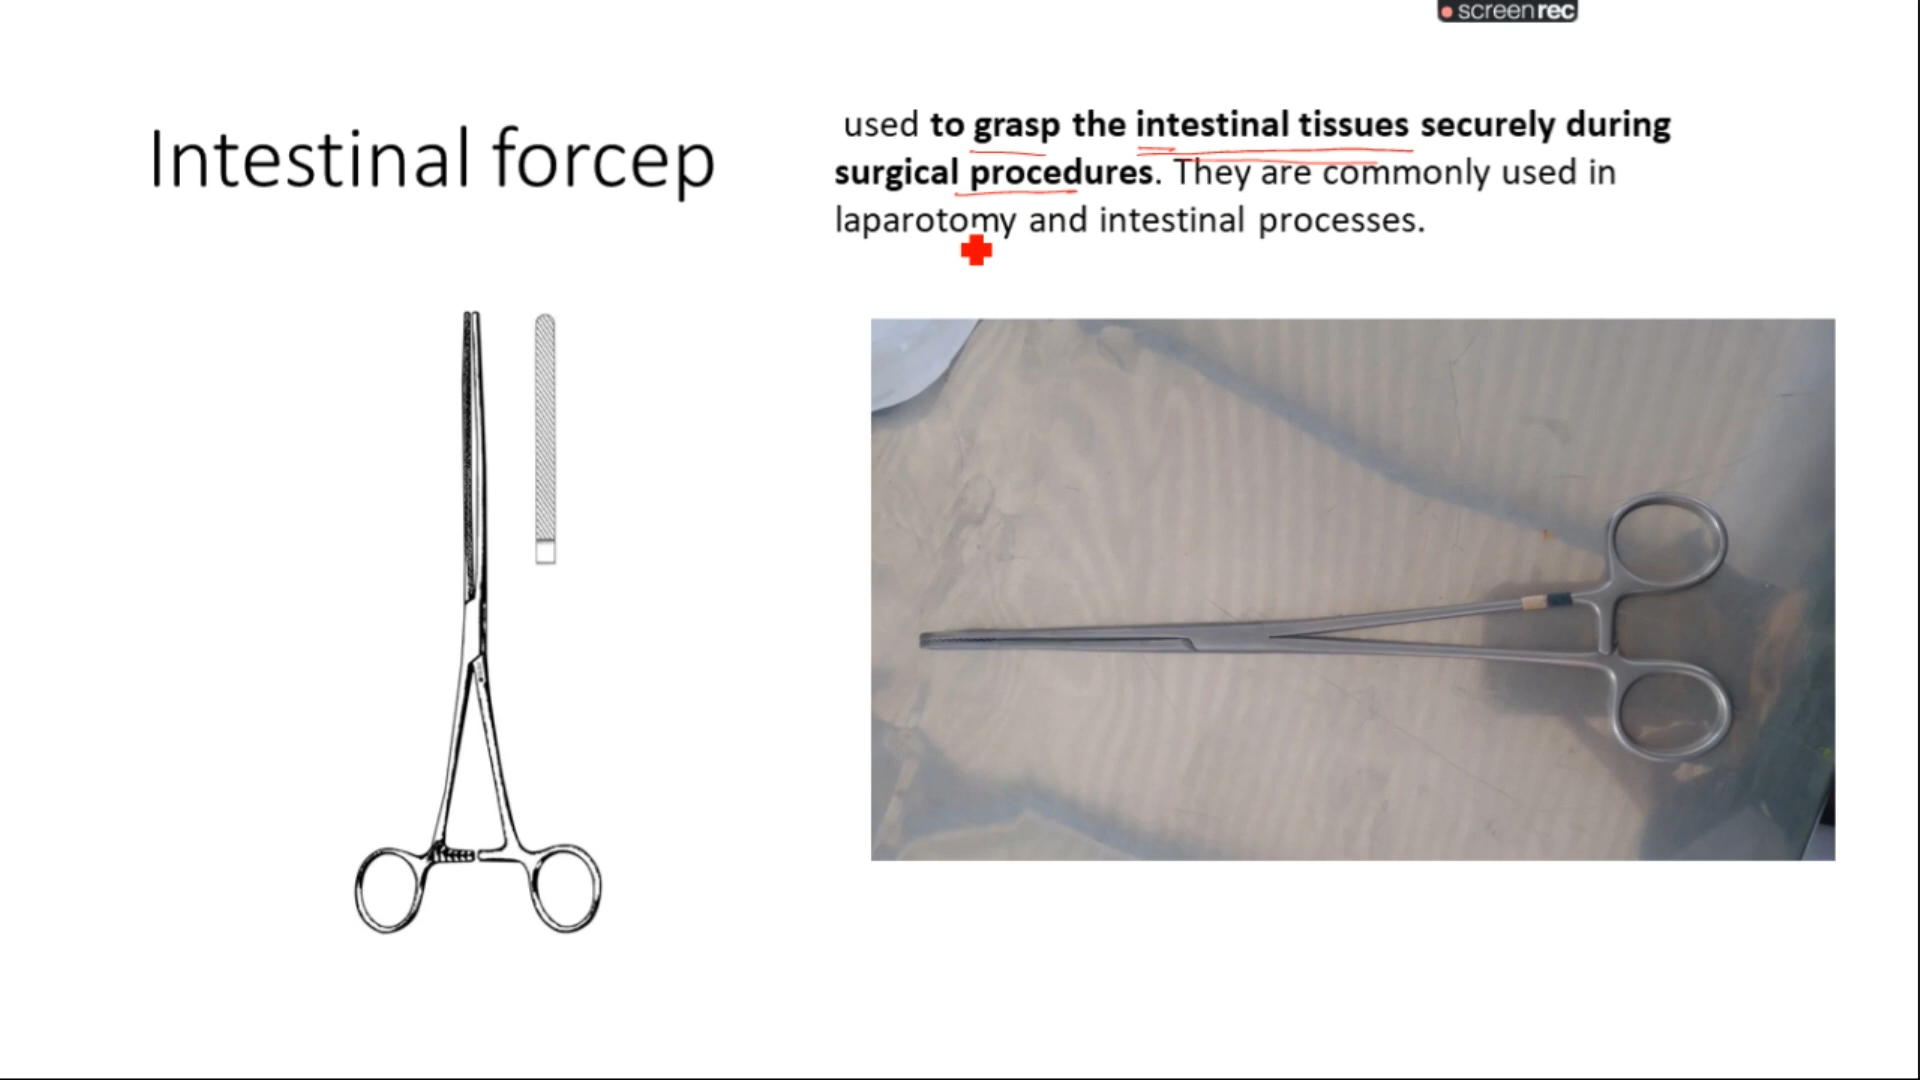 screenrec
Intestinal forcep
used to grasp the intestinal tissues securely during
surgical procedures. They are commonly used in
laparotomy and intestinal processes.